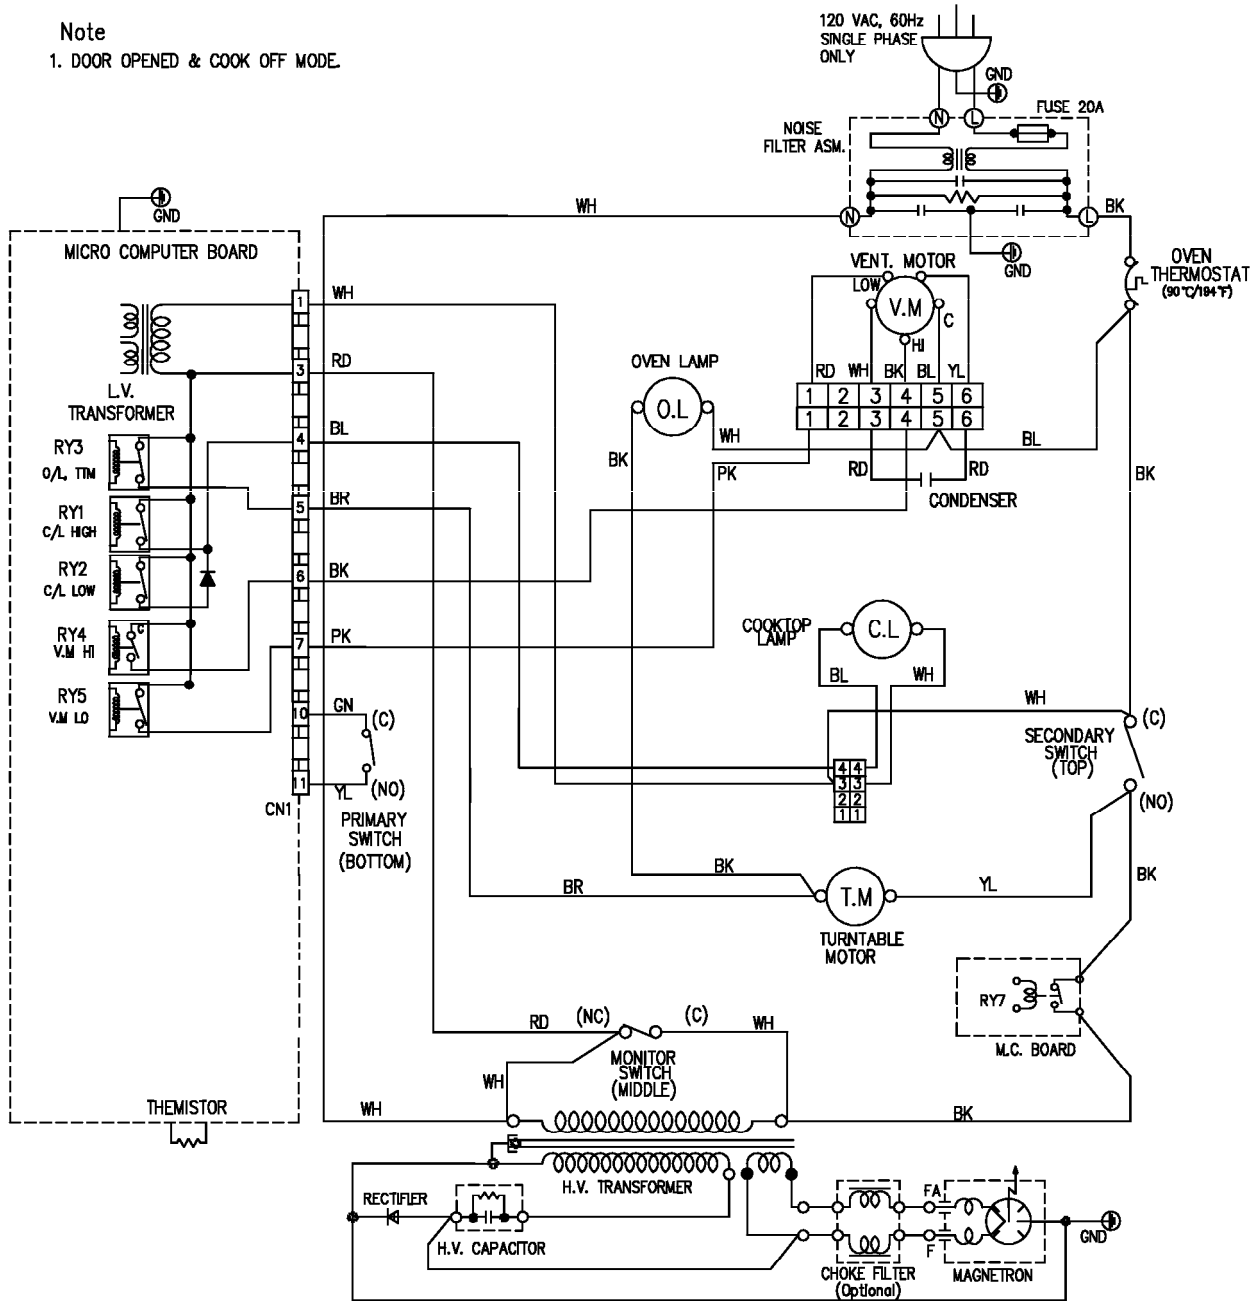 Note
1. DOOR OPENED & COOK OFF MODE.
120 VAC, 60Hz
SINGLE PHASE
ONLY
GND
FUSE 20A
N
L
NOISE
FILTER ASM.
GND
WH
N
L
BK
MICRO COMPUTER BOARD
GND
VENT. MOTOR
LOW
V.M
C
HI
OVEN
THERMOSTAT
(90°C/194°F)
1
WH
3
RD
OVEN LAMP
O.L
RD
WH
BK
BL
YL
1 2 3 4 5 6
1 2 3 4 5 6
L.V.
TRANSFORMER
4
BL
WH
BL
RY3
O/L, TTM
BK
PK
RD
RD
BK
CONDENSER
5
BR
RY1
C/L HIGH
RY2
C/L LOW
6
BK
RY4
V.M HI
C
7
PK
COOKTOP
LAMP
C.L
BL
WH
RY5
V.M LO
10
GN
(C)
WH
(C)
SECONDARY
SWITCH
(TOP)
4 4
3 3
2 2
1 1
11
YL
(NO)
(NO)
CN1
PRIMARY
SWITCH
(BOTTOM)
BK
BR
T.M
YL
BK
TURNTABLE
MOTOR
RY7
M.C. BOARD
RD
(NC)
(C)
WH
MONITOR
SWITCH
(MIDDLE)
WH
THEMISTOR
WH
BK
H.V. TRANSFORMER
RECTIFIER
H.V. CAPACITOR
FA
F
GND
CHOKE FILTER
(Optional)
MAGNETRON